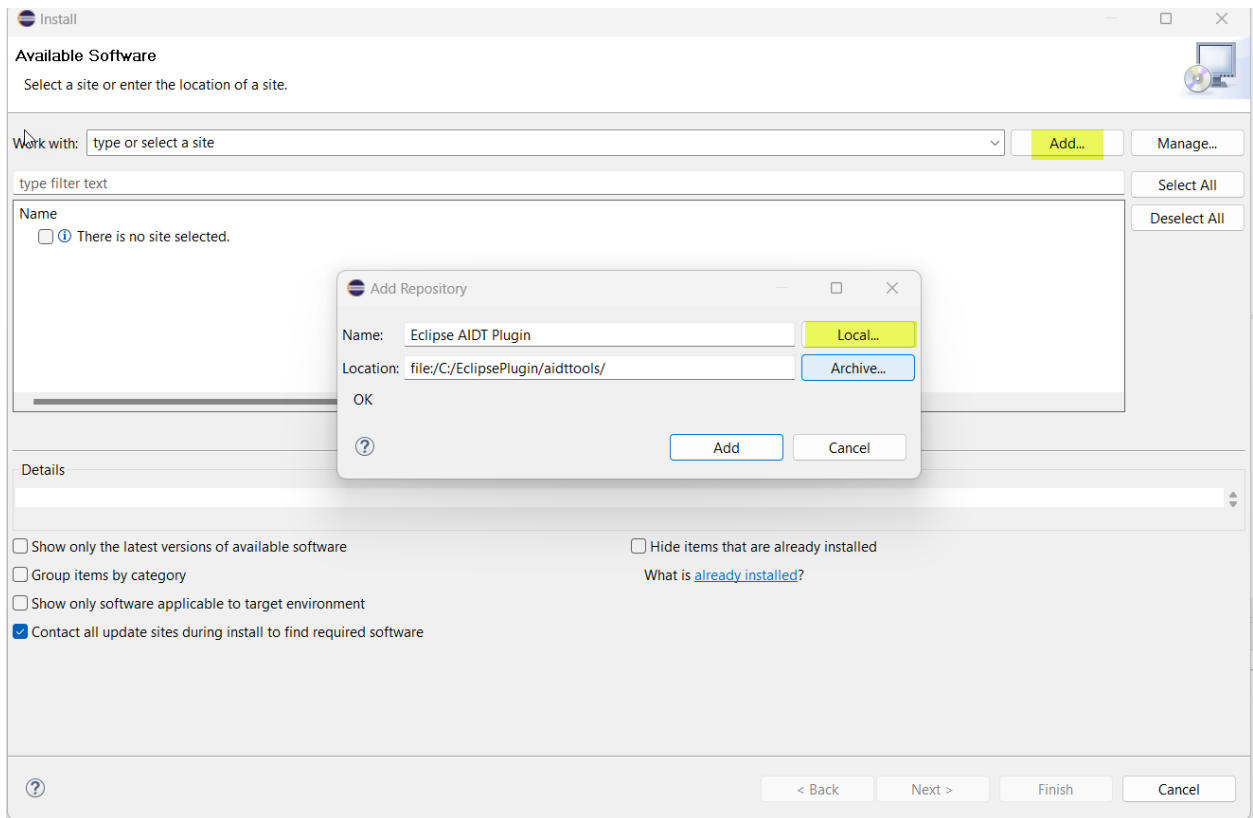 Install
Available Software
Select a site or enter the location of a site.
Work with: type or select a site Add... Manage...
type filter text Select All
Name Deselect All
There is no site selected.
Add Repository
Name: Eclipse AIDT Plugin Local...
Location: file:/C:/EclipsePlugin/aidttools/ Archive...
OK
? Add Cancel
Details
Show only the latest versions of available software Hide items that are already installed
Group items by category What is already installed?
Show only software applicable to target environment
Contact all update sites during install to find required software
? < Back Next > Finish Cancel